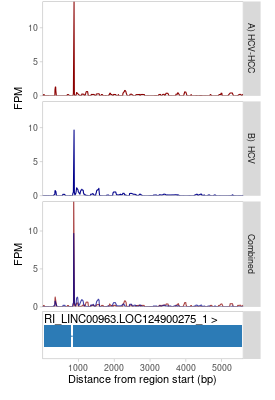 FPM
10
5
0
A) HCV-HCC
10
5
0
B) HCV
FPM
10
5
0
Combined
RI_LINC00963.LOC124900275_1 >
1000 2000 3000 4000 5000
Distance from region start (bp)